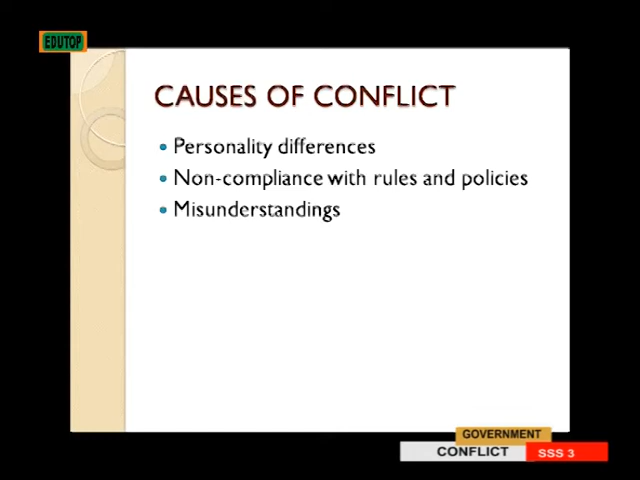 EDUTOP
CAUSES OF CONFLICT
Personality differences
Non-compliance with rules and policies
Misunderstandings
GOVERNMENT
CONFLICT SSS 3